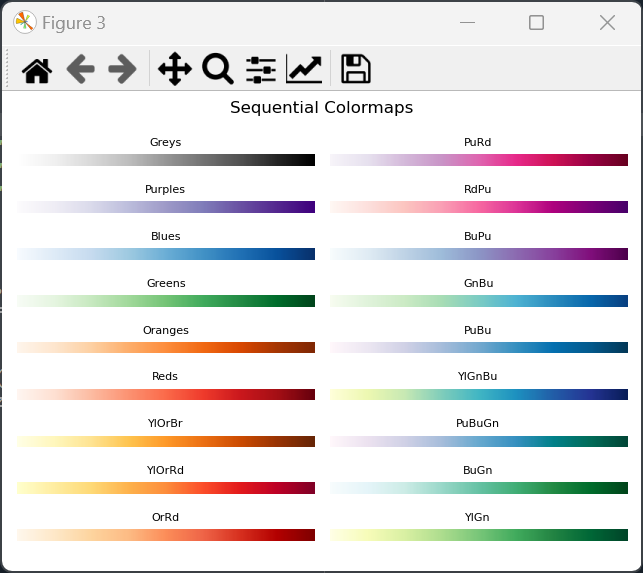 Figure 3
Sequential Colormaps
Greys
Purples
Blues
Greens
Oranges
Reds
YlOrBr
YlOrRd
OrRd
PuRd
RdPu
BuPu
GnBu
PuBu
YlGnBu
PuBuGn
BuGn
YlGn